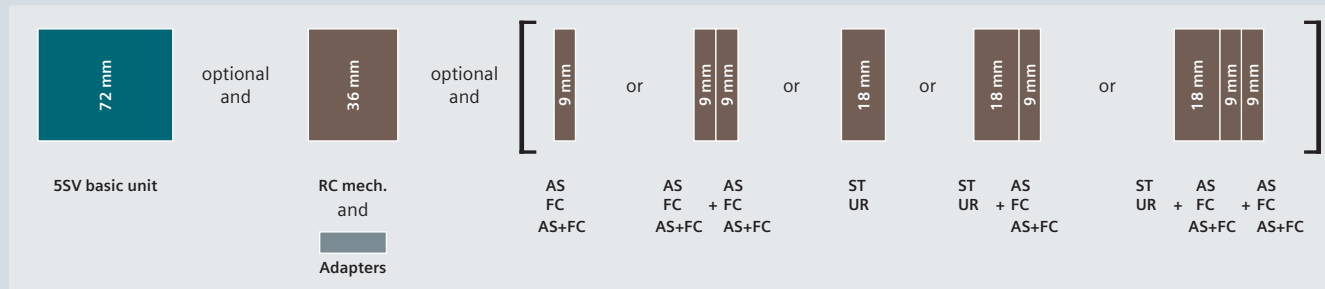 72 mm
optional
and
36 mm
optional
and
9 mm
or
9 mm 9 mm
or
18 mm
or
18 mm 9 mm
or
18 mm 9 mm 9 mm
5SV basic unit
RC mech.
and
Adapters
AS
FC
AS+FC
AS AS
FC + FC
AS+FC AS+FC
ST
UR
ST AS
UR + FC
AS+FC
ST AS AS
UR + FC + FC
AS+FC AS+FC